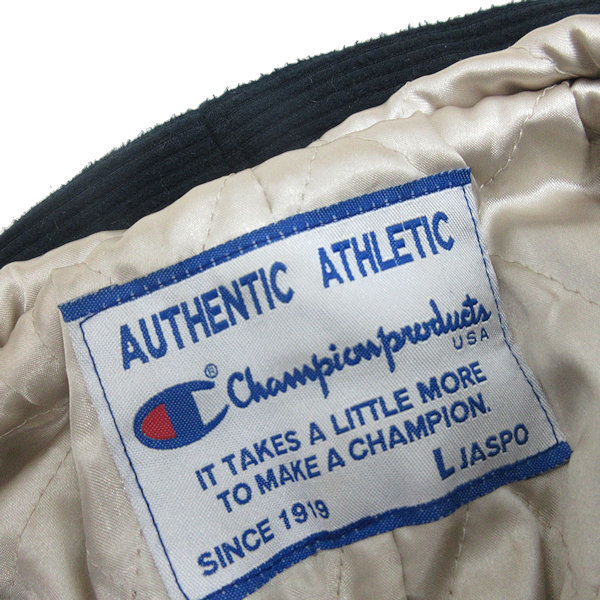 AUTHENTIC ATHLETIC
® Championproducts
USA
IT TAKES A LITTLE MORE
TO MAKE A CHAMPION.
SINCE 1919 L JASPO